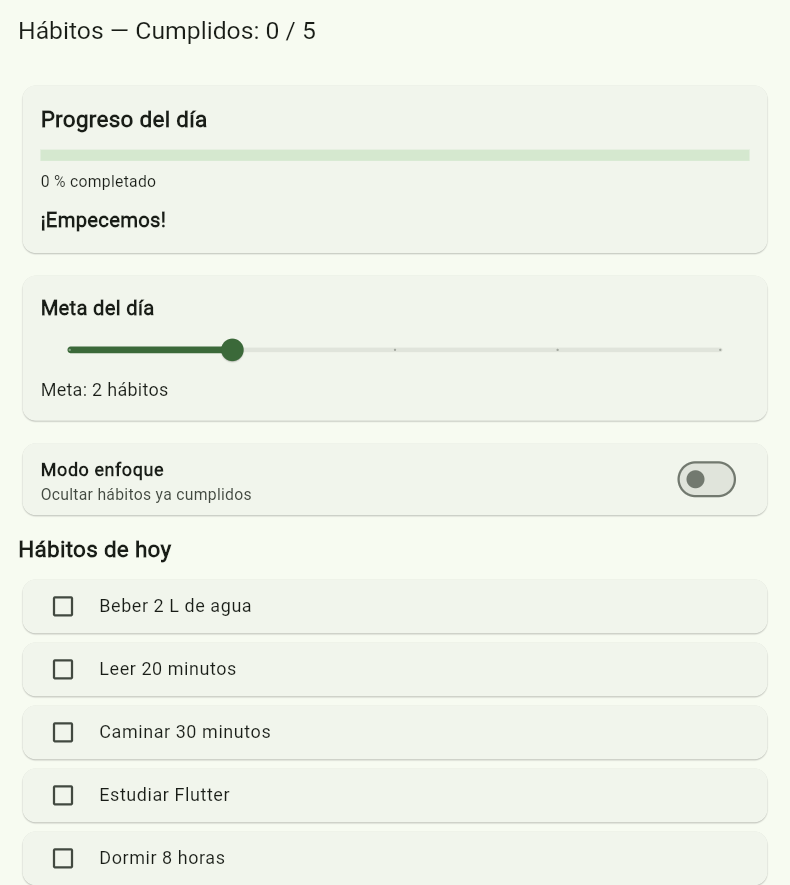 Hábitos — Cumplidos: 0 / 5
Progreso del día
0 % completado
¡Empecemos!
Meta del día
Meta: 2 hábitos
Modo enfoque
Ocultar hábitos ya cumplidos
Hábitos de hoy
Beber 2 L de agua
Leer 20 minutos
Caminar 30 minutos
Estudiar Flutter
Dormir 8 horas